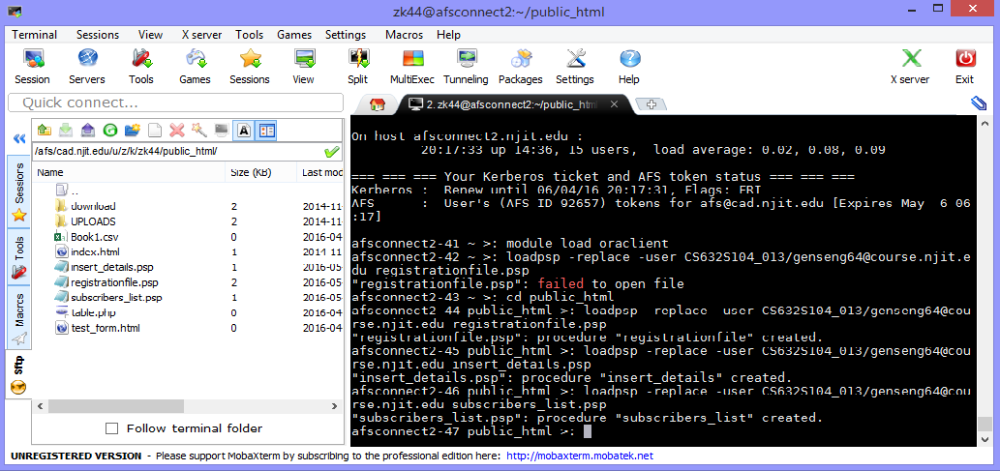 zk44@afsconnect2:~/public_html
Terminal Sessions View X server Tools Games Settings Macros Help
Session Servers Tools Games Sessions View Split MultiExec Tunneling Packages Settings Help X server Exit
Quick connect...
2. zk44@afsconnect2:~/public_html
/afs/cad.njit.edu/u/z/k/zk44/public_html/
Name Size (KB) Last mod
..
download 2 2014-11
UPLOADS 2 2014-11
Book1.csv 0 2016-04
index.html 1 2014-11
insert_details.psp 1 2016-05
registrationfile.psp 2 2016-05
subscribers_list.psp 1 2016-05
table.php 0 2016-04
test_form.html 0 2016-04
Sessions
Tools
Macros
Sftp
Follow terminal folder
On host afsconnect2.njit.edu :
20:17:33 up 14:36, 15 users, load average: 0.02, 0.08, 0.09
=== === === Your Kerberos ticket and AFS token status === === ===
Kerberos : Renew until 06/04/16 20:17:31, Flags: FRI
AFS : User's (AFS ID 92657) tokens for afs@cad.njit.edu [Expires May 6 06
:17]
afsconnect2-41 ~ >: module load oraclient
afsconnect2-42 ~ >: loadpsp -replace -user CS632S104_013/genseng64@course.njit.e
du registrationfile.psp
"registrationfile.psp": failed to open file
afsconnect2-43 ~ >: cd public_html
afsconnect2-44 public_html >: loadpsp -replace -user CS632S104_013/genseng64@cou
rse.njit.edu registrationfile.psp
"registrationfile.psp": procedure "registrationfile" created.
afsconnect2-45 public_html >: loadpsp -replace -user CS632S104_013/genseng64@cou
rse.njit.edu insert_details.psp
"insert_details.psp": procedure "insert_details" created.
afsconnect2-46 public_html >: loadpsp -replace -user CS632S104_013/genseng64@cou
rse.njit.edu subscribers_list.psp
"subscribers_list.psp": procedure "subscribers_list" created.
afsconnect2-47 public_html >:
UNREGISTERED VERSION - Please support MobaXterm by subscribing to the professional edition here: http://mobaxterm.mobatek.net